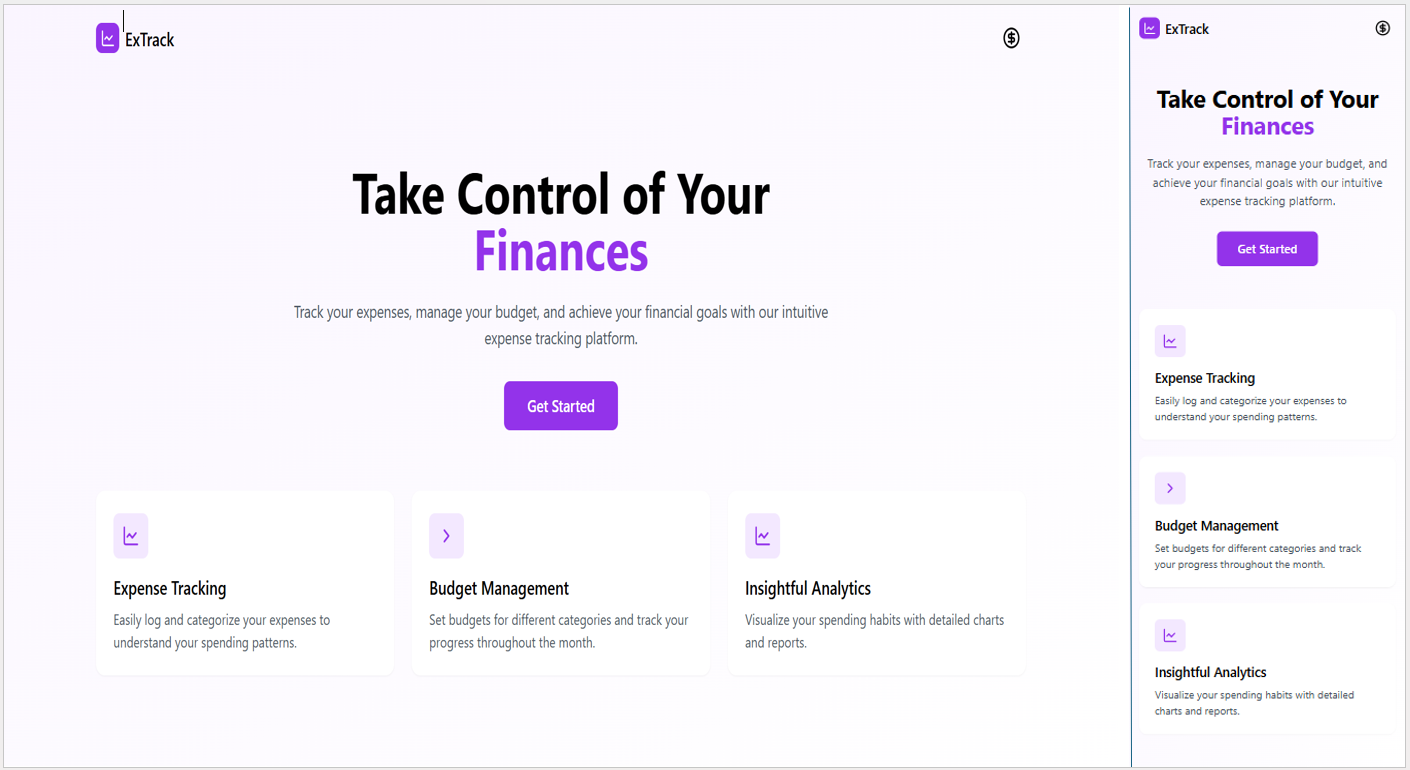 ExTrack
Take Control of Your
Finances
Track your expenses, manage your budget, and achieve your financial goals with our intuitive
expense tracking platform.
Get Started
Expense Tracking
Easily log and categorize your expenses to
understand your spending patterns.
Budget Management
Set budgets for different categories and track your
progress throughout the month.
Insightful Analytics
Visualize your spending habits with detailed charts
and reports.
ExTrack
Take Control of Your
Finances
Track your expenses, manage your budget, and
achieve your financial goals with our intuitive
expense tracking platform.
Get Started
Expense Tracking
Easily log and categorize your expenses to
understand your spending patterns.
Budget Management
Set budgets for different categories and track
your progress throughout the month.
Insightful Analytics
Visualize your spending habits with detailed
charts and reports.